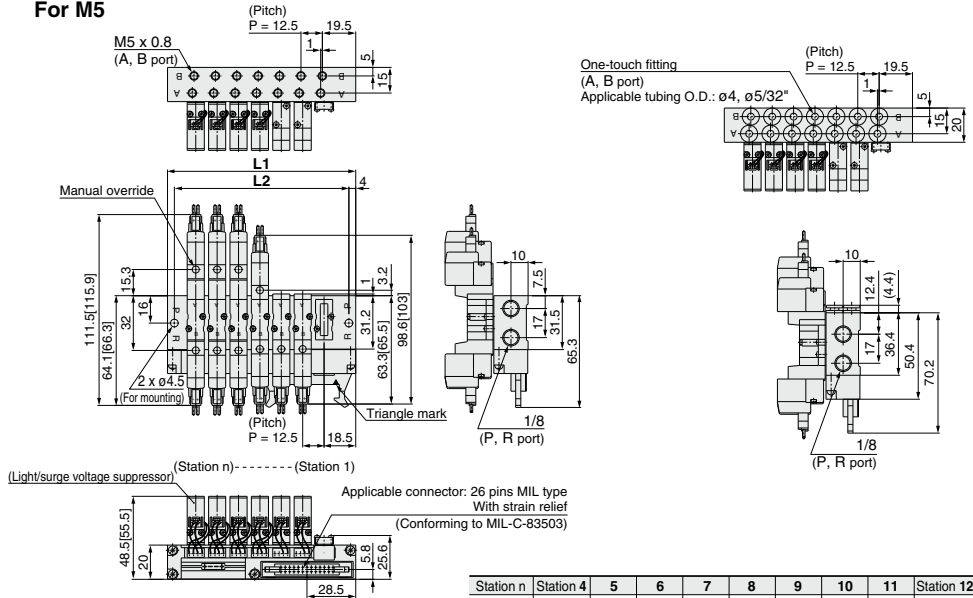 For M5
(Pitch)
P = 12.5
19.5
1
M5 x 0.8
(A, B port)
5
15
B
B
A
A
L1
L2
4
Manual override
111.5[115.9]
64.1[66.3]
15.3
32
16
P
R
P
R
1
3.2
31.2
63.3[65.5]
98.6[103]
2 x ø4.5
(For mounting)
(Pitch)
P = 12.5
18.5
Triangle mark
10
7.5
17
31.5
65.3
1/8
(P, R port)
One-touch fitting
(A, B port)
Applicable tubing O.D.: ø4, ø5/32"
(Pitch)
P = 12.5
19.5
1
5
15
20
B
B
A
A
10
12.4
(4.4)
17
36.4
50.4
70.2
1/8
(P, R port)
(Station n)-------(Station 1)
(Light/surge voltage suppressor)
Applicable connector: 26 pins MIL type
With strain relief
(Conforming to MIL-C-83503)
48.5[55.5]
20
5.8
25.6
28.5
Station n Station 4 5 6 7 8 9 10 11 Station 12